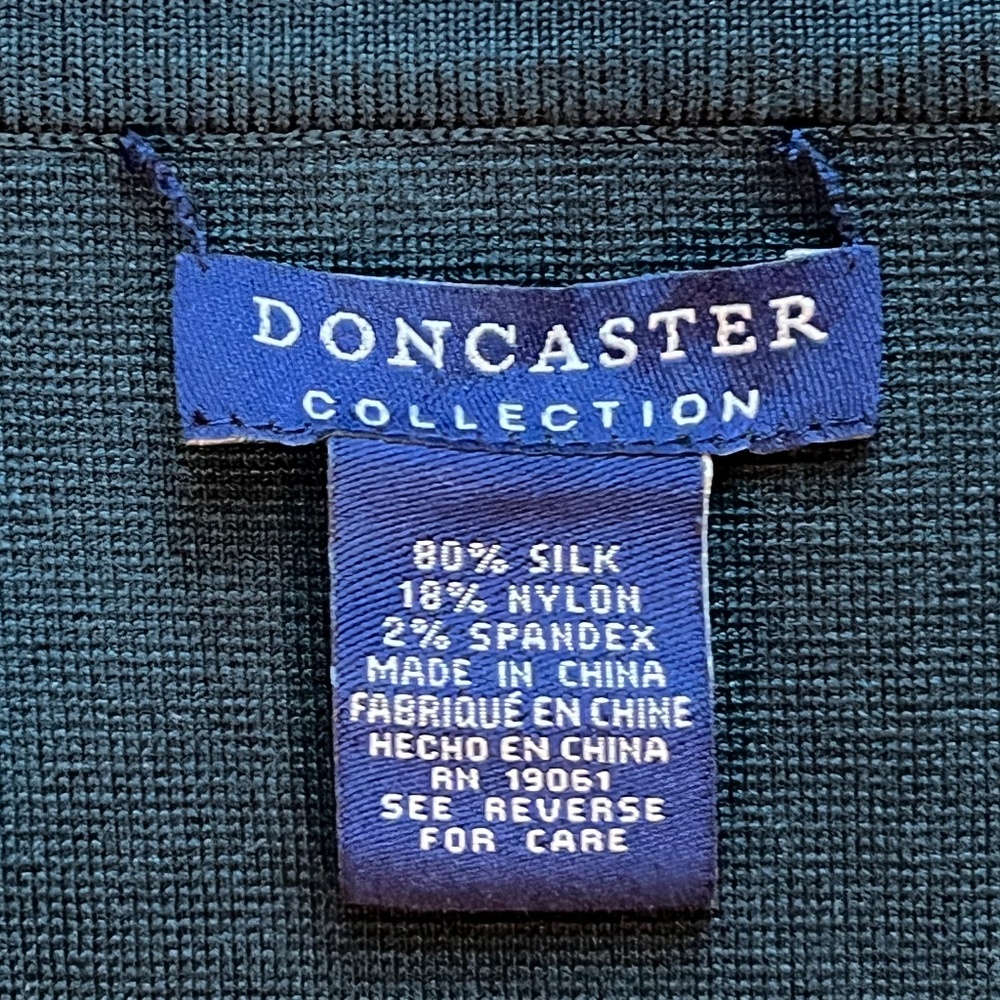 DONCASTER
COLLECTION
80% SILK
18% NYLON
2% SPANDEX
MADE IN CHINA
FABRIQUÉ EN CHINE
HECHO EN CHINA
RN 19061
SEE REVERSE
FOR CARE